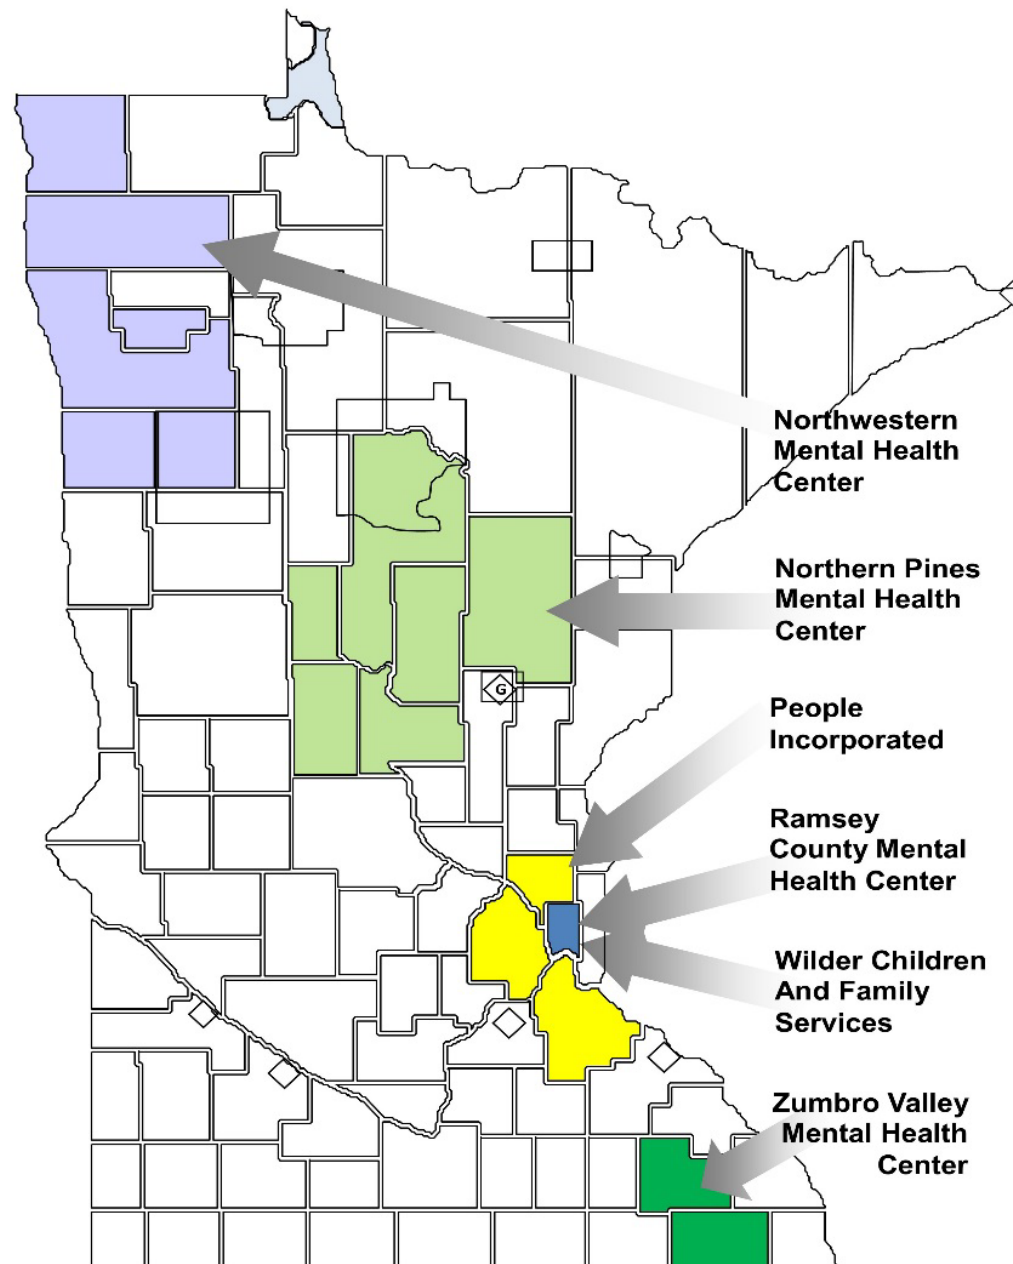 Northwestern
Mental Health
Center
Northern Pines
Mental Health
Center
G
People
Incorporated
Ramsey
County Mental
Health Center
Wilder Children
And Family
Services
Zumbro Valley
Mental Health
Center